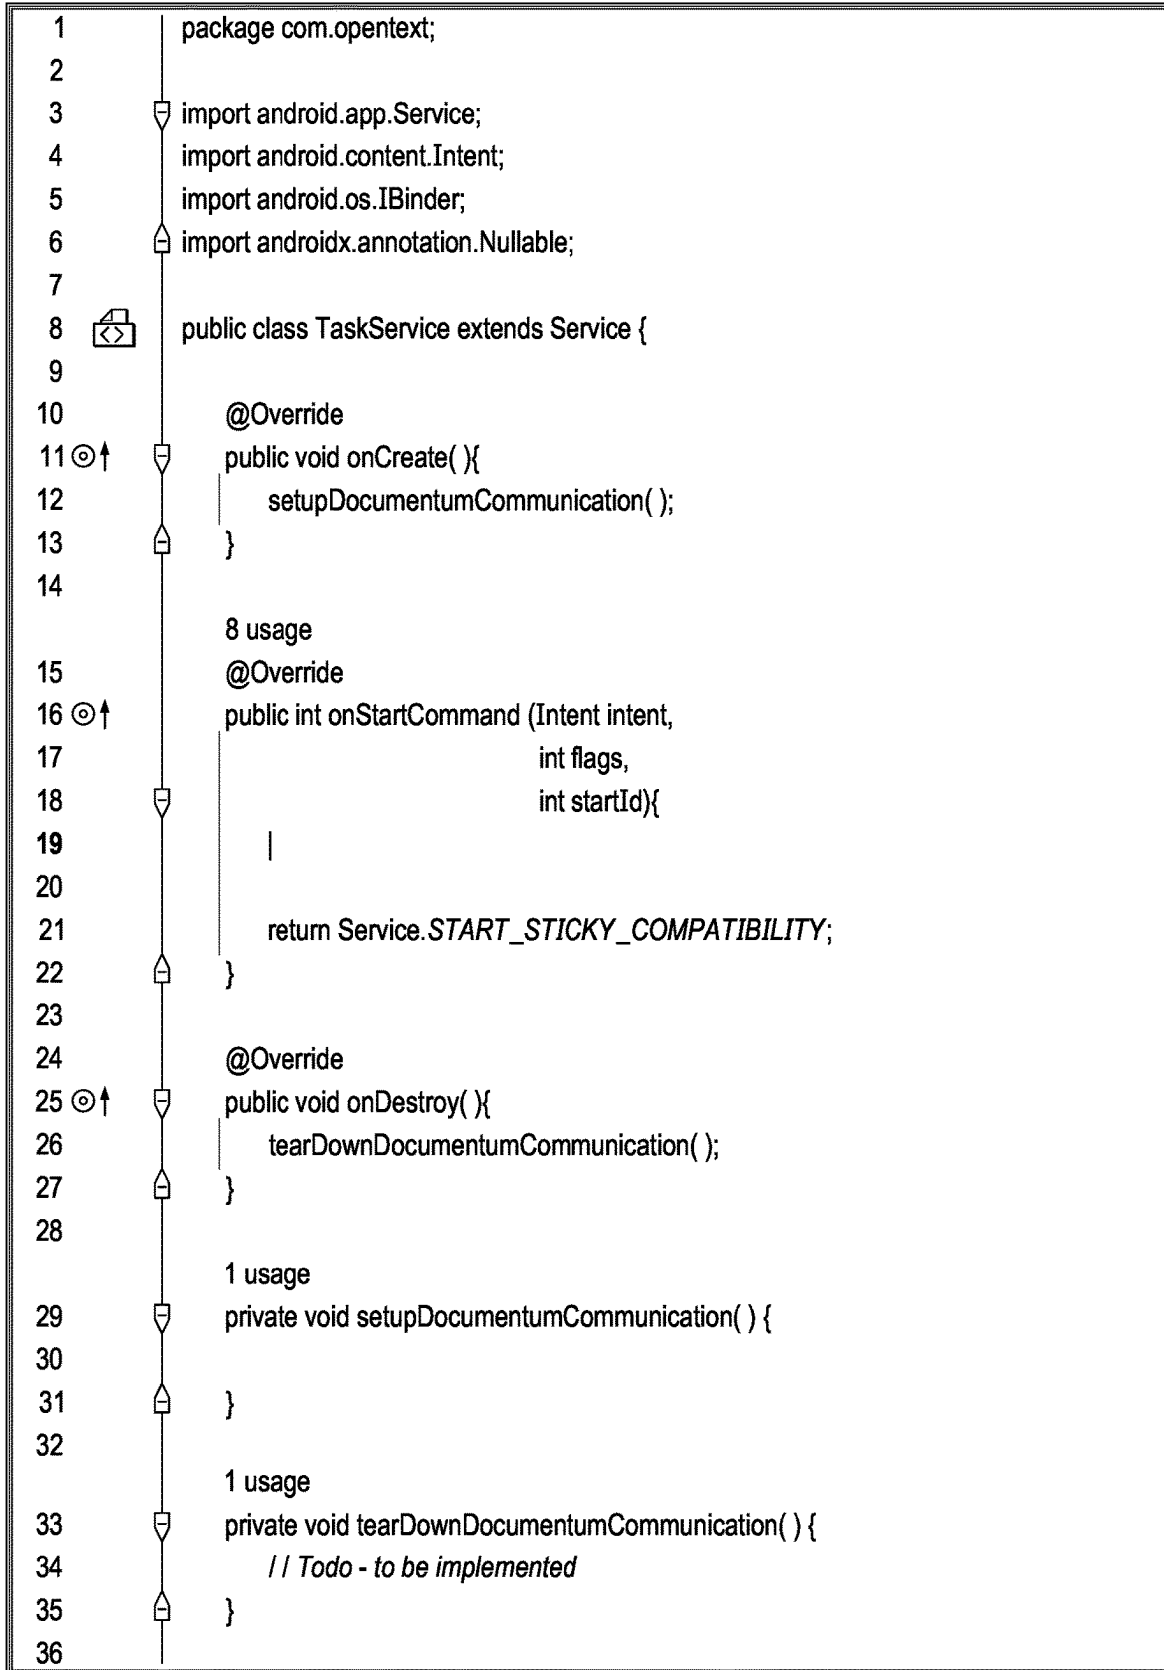 1 package com.opentext;
2
3 import android.app.Service;
4 import android.content.Intent;
5 import android.os.IBinder;
6 import androidx.annotation.Nullable;
7
8 <> public class TaskService extends Service {
9
10 @Override
11 public void onCreate( ){
12 setupDocumentumCommunication( );
13 }
14
8 usage
15 @Override
16 public int onStartCommand (Intent intent,
17 int flags,
18 int startId){
19 |
20
21 return Service.START_STICKY_COMPATIBILITY;
22 }
23
24 @Override
25 public void onDestroy( ){
26 tearDownDocumentumCommunication( );
27 }
28
1 usage
29 private void setupDocumentumCommunication( ) {
30
31 }
32
1 usage
33 private void tearDownDocumentumCommunication( ) {
34 / / Todo - to be implemented
35 }
36